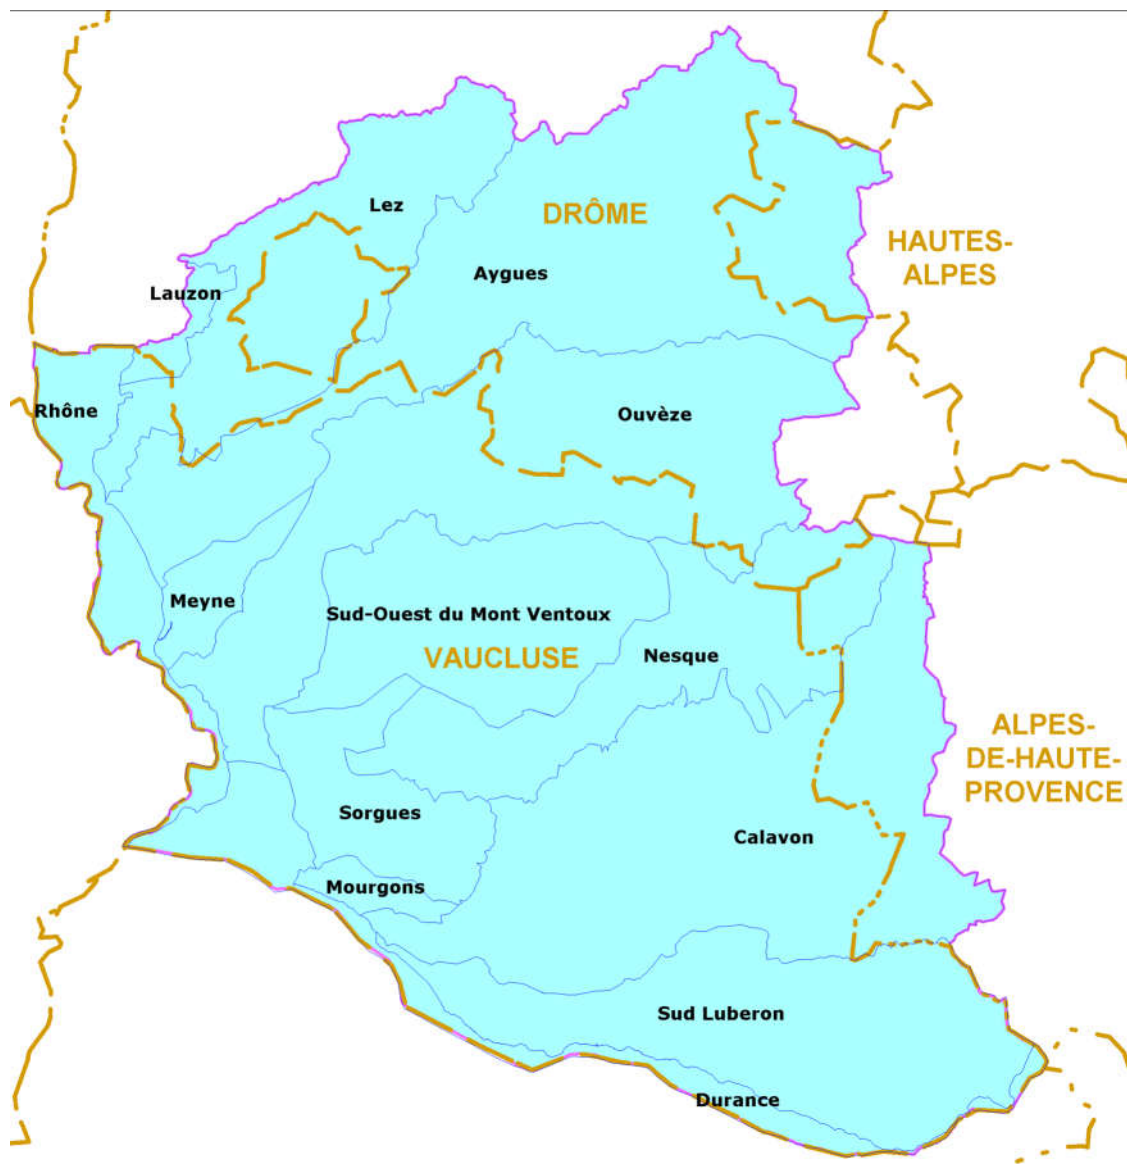 Lez
DRÔME
HAUTES-
ALPES
Aygues
Lauzon
Rhône
Ouvèze
Meyne
Sud-Ouest du Mont Ventoux
VAUCLUSE
Nesque
ALPES-
DE-HAUTE-
PROVENCE
Sorgues
Calavon
Mourgons
Sud Luberon
Durance